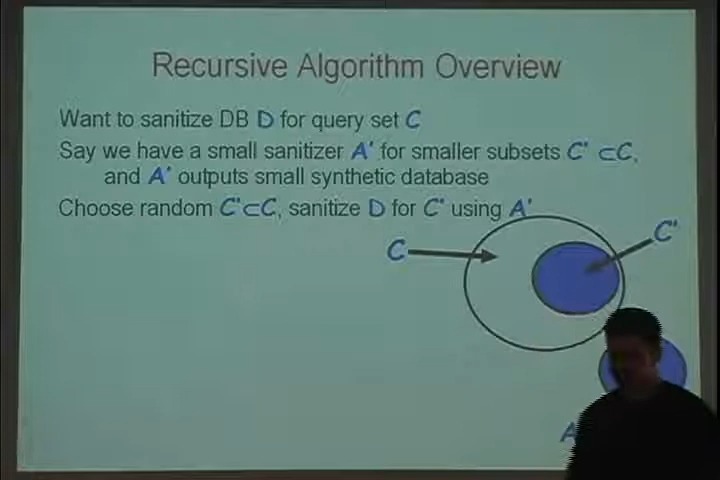 Recursive Algorithm Overview
Want to sanitize DB D for query set C
Say we have a small sanitizer A' for smaller subsets C' ⊂C,
and A' outputs small synthetic database
Choose random C'⊂C, sanitize D for C' using A'
C
C'
A